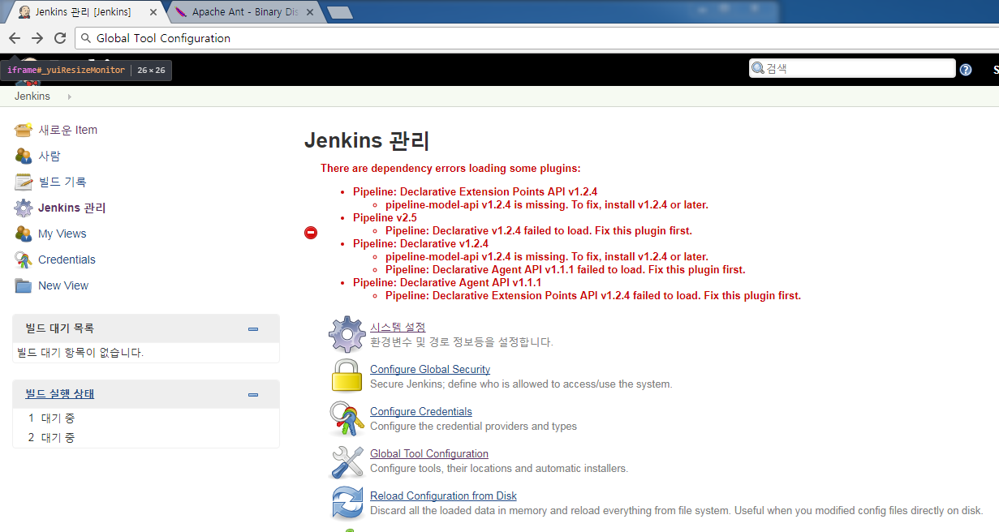 Jenkins 관리 [Jenkins]
Apache Ant - Binary Dis
Global Tool Configuration
iframe#_yuiResizeMonitor | 26 × 26
검색
S
Jenkins
새로운 Item
사람
빌드 기록
Jenkins 관리
My Views
Credentials
New View
빌드 대기 목록
빌드 대기 항목이 없습니다.
빌드 실행 상태
1 대기 중
2 대기 중
Jenkins 관리
There are dependency errors loading some plugins:
Pipeline: Declarative Extension Points API v1.2.4
pipeline-model-api v1.2.4 is missing. To fix, install v1.2.4 or later.
Pipeline v2.5
Pipeline: Declarative v1.2.4 failed to load. Fix this plugin first.
Pipeline: Declarative v1.2.4
pipeline-model-api v1.2.4 is missing. To fix, install v1.2.4 or later.
Pipeline: Declarative Agent API v1.1.1 failed to load. Fix this plugin first.
Pipeline: Declarative Agent API v1.1.1
Pipeline: Declarative Extension Points API v1.2.4 failed to load. Fix this plugin first.
시스템 설정
환경변수 및 경로 정보등을 설정합니다.
Configure Global Security
Secure Jenkins; define who is allowed to access/use the system.
Configure Credentials
Configure the credential providers and types
Global Tool Configuration
Configure tools, their locations and automatic installers.
Reload Configuration from Disk
Discard all the loaded data in memory and reload everything from file system. Useful when you modified config files directly on disk.